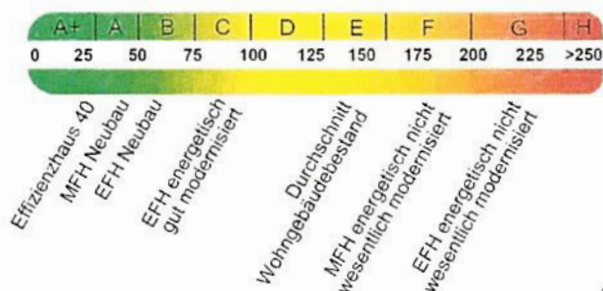 A+ A B C D E F G H
0 25 50 75 100 125 150 175 200 225 >250
Effizienzhaus 40
MFH Neubau
EFH Neubau
EFH energetisch
gut modernisiert
Durchschnitt
Wohngebäudebestand
MFH energetisch nicht
wesentlich modernisiert
EFH energetisch nicht
wesentlich modernisiert